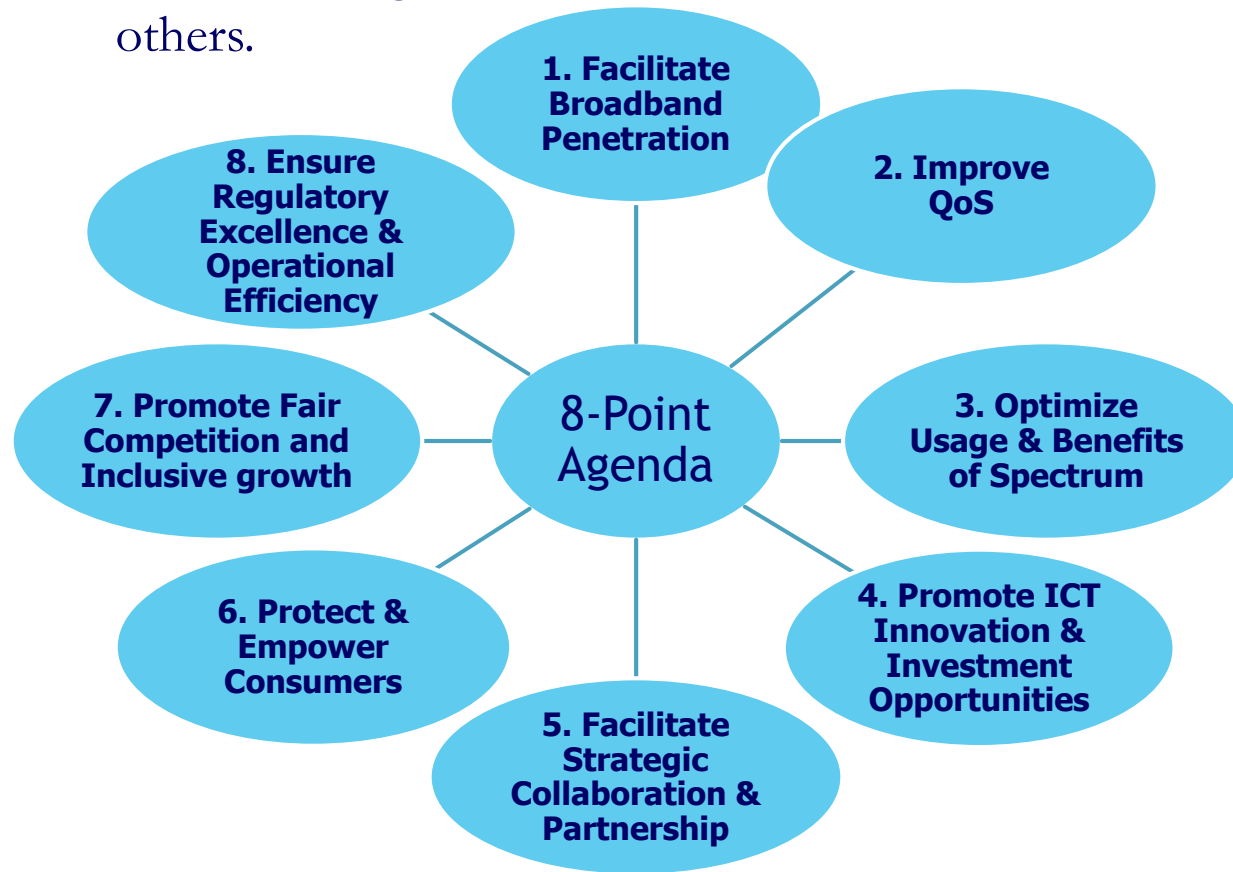 others.
1. Facilitate
Broadband
Penetration
2. Improve
QoS
3. Optimize
Usage & Benefits
of Spectrum
4. Promote ICT
Innovation &
Investment
Opportunities
5. Facilitate
Strategic
Collaboration &
Partnership
6. Protect &
Empower
Consumers
7. Promote Fair
Competition and
Inclusive growth
8. Ensure
Regulatory
Excellence &
Operational
Efficiency
8-Point
Agenda